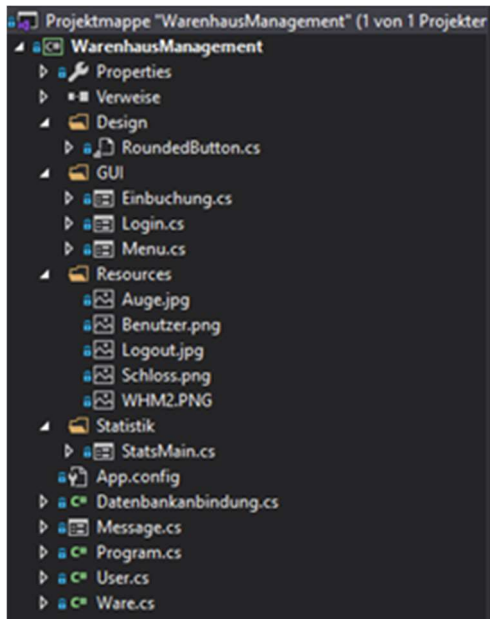 Projektmappe "WarenhausManagement" (1 von 1 Projekter
C# WarenhausManagement
Properties
Verweise
Design
RoundedButton.cs
GUI
Einbuchung.cs
Login.cs
Menu.cs
Resources
Auge.jpg
Benutzer.png
Logout.jpg
Schloss.png
WHM2.PNG
Statistik
StatsMain.cs
App.config
C# Datenbankanbindung.cs
Message.cs
C# Program.cs
C# User.cs
C# Ware.cs